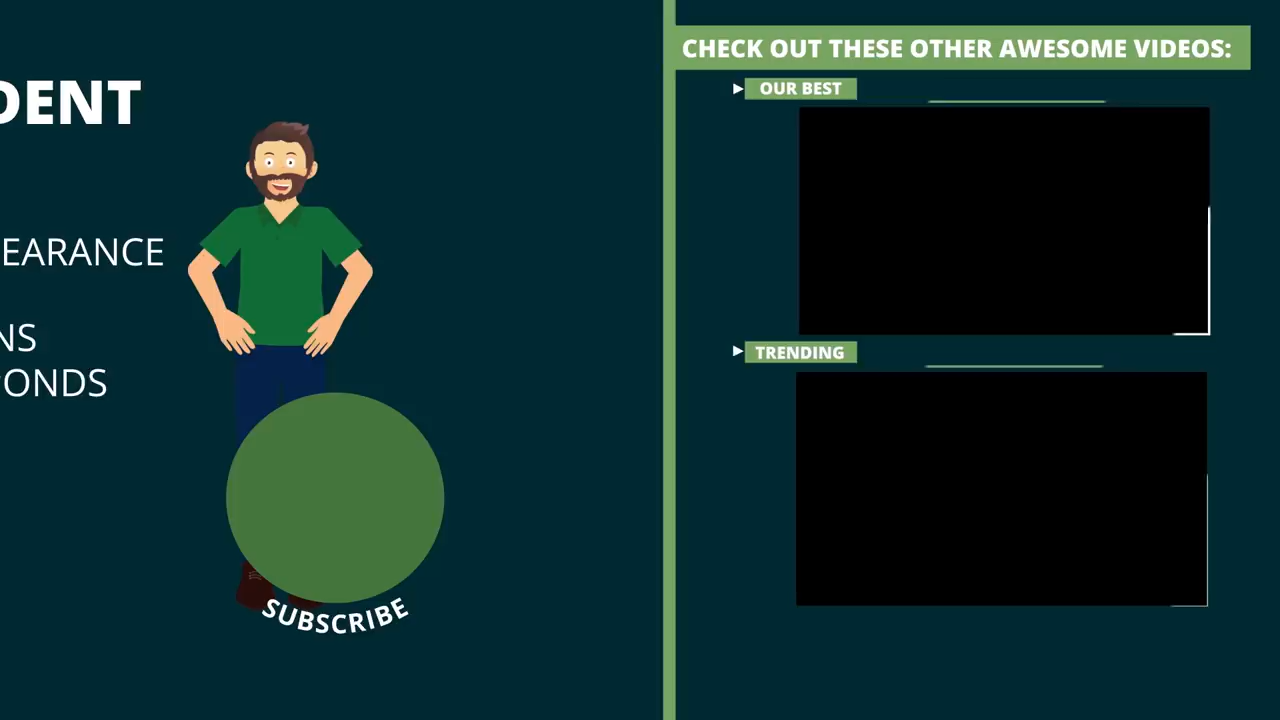 DENT
EARANCE
NS
ONDS
SUBSCRIBE
CHECK OUT THESE OTHER AWESOME VIDEOS:
OUR BEST
TRENDING